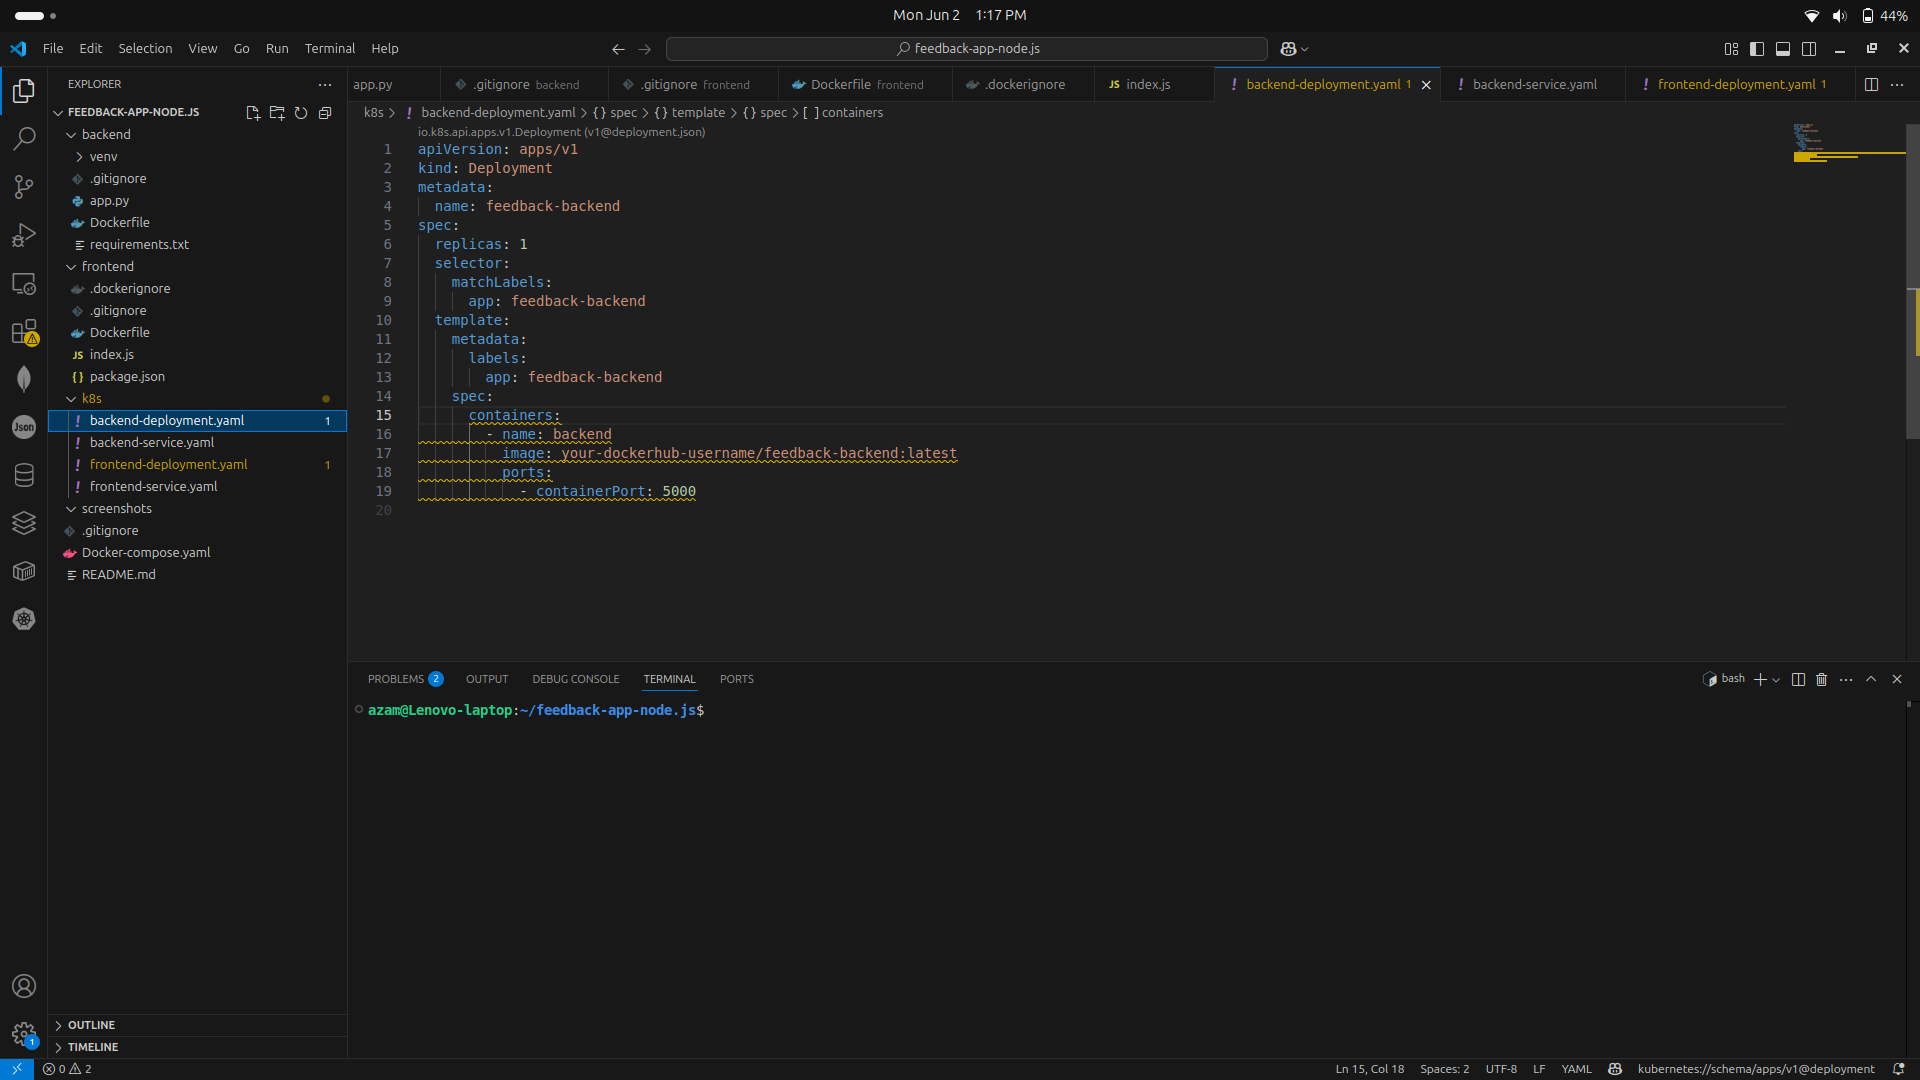 Mon Jun 2 1:17 PM
44%
File Edit Selection View Go Run Terminal Help
feedback-app-node.js
EXPLORER
app.py
.gitignore backend
.gitignore frontend
Dockerfile frontend
.dockerignore
JS index.js
! backend-deployment.yaml 1
! backend-service.yaml
! frontend-deployment.yaml 1
FEEDBACK-APP-NODE.JS
backend
venv
.gitignore
app.py
Dockerfile
requirements.txt
frontend
.dockerignore
.gitignore
Dockerfile
JS index.js
{} package.json
k8s
! backend-deployment.yaml 1
! backend-service.yaml
! frontend-deployment.yaml 1
! frontend-service.yaml
screenshots
.gitignore
Docker-compose.yaml
README.md
Json
OUTLINE
TIMELINE
k8s > ! backend-deployment.yaml > {} spec > {} template > {} spec > [ ] containers
io.k8s.api.apps.v1.Deployment (v1@deployment.json)
1 apiVersion: apps/v1
2 kind: Deployment
3 metadata:
4 name: feedback-backend
5 spec:
6 replicas: 1
7 selector:
8 matchLabels:
9 app: feedback-backend
10 template:
11 metadata:
12 labels:
13 app: feedback-backend
14 spec:
15 containers:
16 - name: backend
17 image: your-dockerhub-username/feedback-backend:latest
18 ports:
19 - containerPort: 5000
20
PROBLEMS 2 OUTPUT DEBUG CONSOLE TERMINAL PORTS
bash
azam@Lenovo-laptop:~/feedback-app-node.js$
1
0 2
Ln 15, Col 18 Spaces: 2 UTF-8 LF YAML kubernetes://schema/apps/v1@deployment